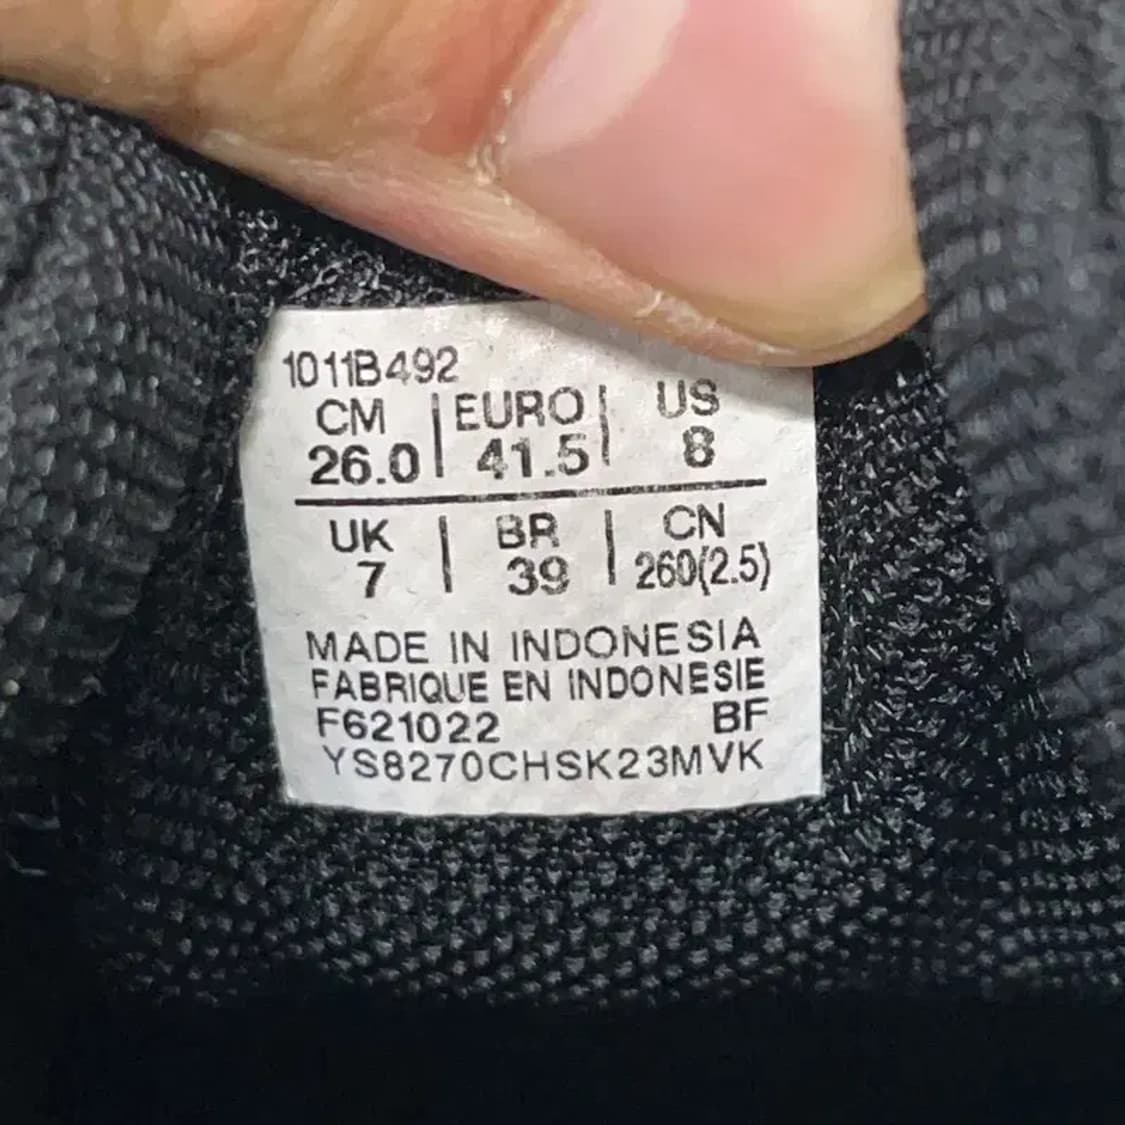 1011B492
CM | EURO | US
26.0 | 41.5 | 8
UK | BR | CN
7 | 39 | 260(2.5)
MADE IN INDONESIA
FABRIQUE EN INDONESIE
F621022 BF
YS8270CHSK23MVK